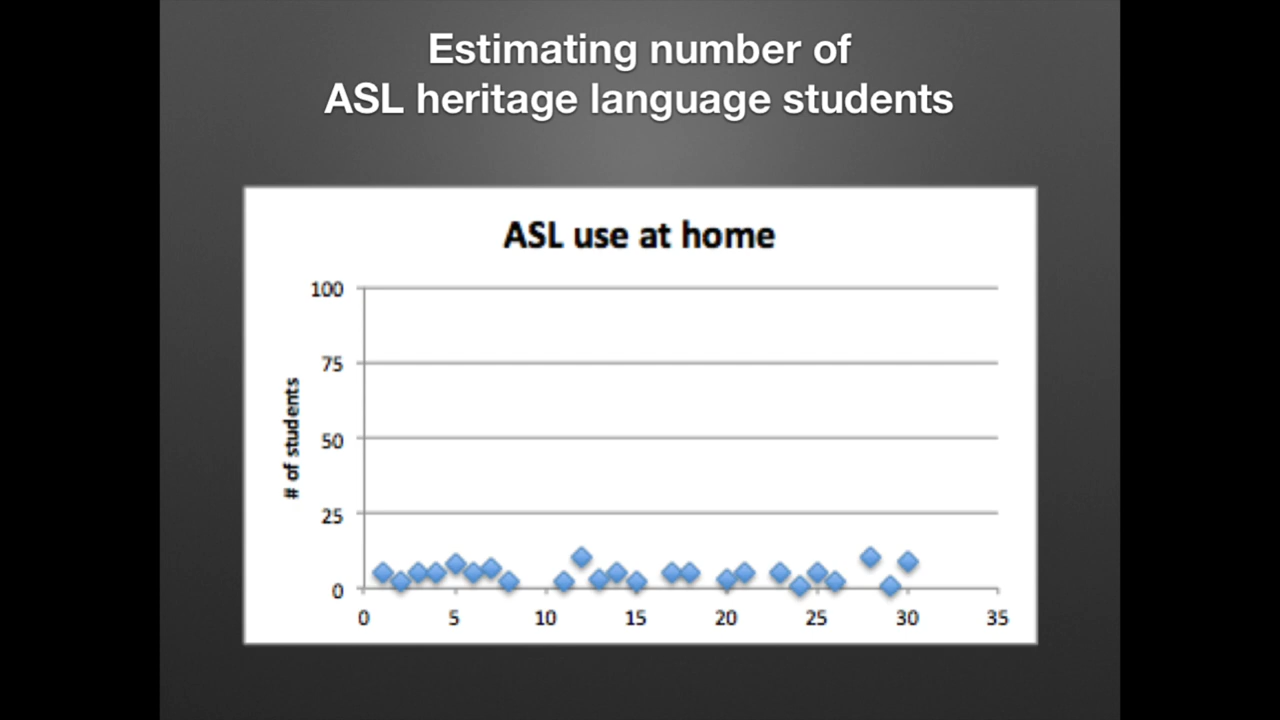 Estimating number of
ASL heritage language students
ASL use at home
100
75
50
25
0
# of students
0 5 10 15 20 25 30 35